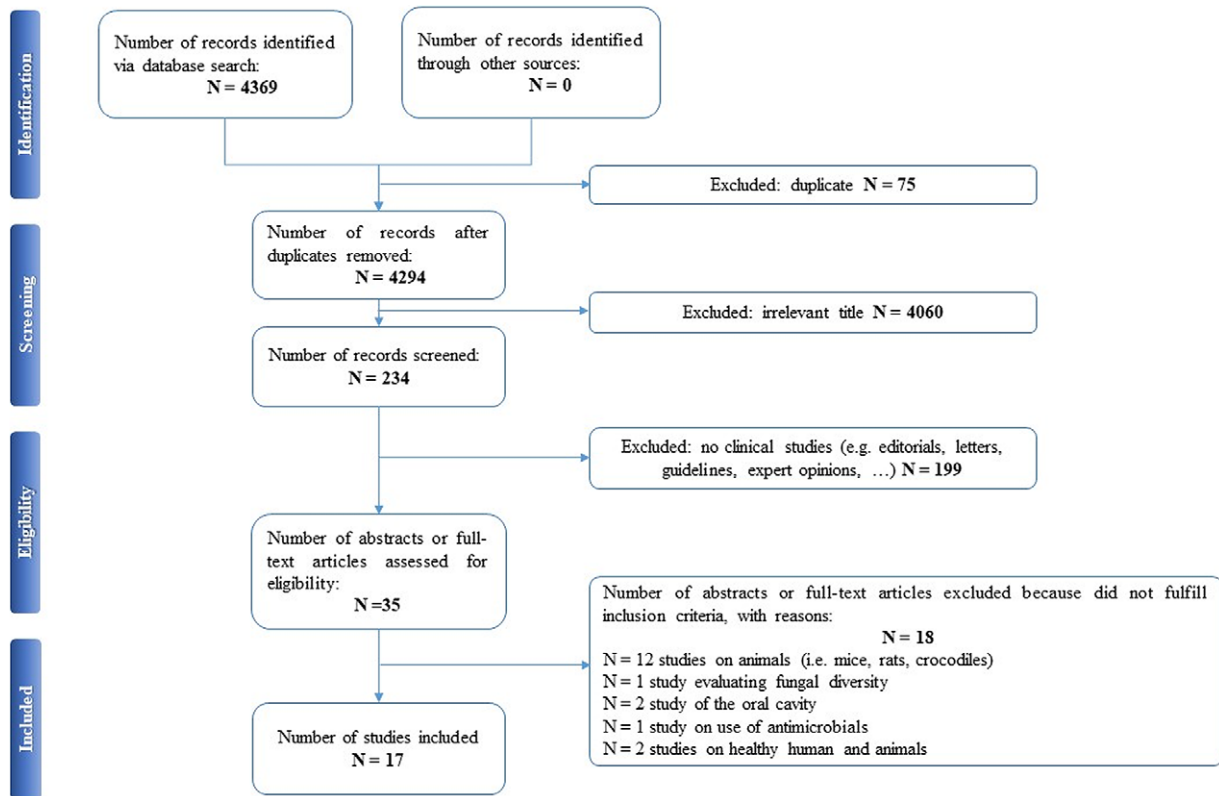 Identification
Number of records identified
via database search:
N = 4369
Number of records identified
through other sources:
N = 0
Excluded: duplicate N = 75
Screening
Number of records after
duplicates removed:
N = 4294
Excluded: irrelevant title N = 4060
Number of records screened:
N = 234
Eligibility
Excluded: no clinical studies (e.g. editorials, letters,
guidelines, expert opinions, …) N = 199
Number of abstracts or full-
text articles assessed for
eligibility:
N =35
Number of abstracts or full-text articles excluded because did not fulfill
inclusion criteria, with reasons:
N = 18
N = 12 studies on animals (i.e. mice, rats, crocodiles)
N = 1 study evaluating fungal diversity
N = 2 study of the oral cavity
N = 1 study on use of antimicrobials
N = 2 studies on healthy human and animals
Included
Number of studies included
N = 17